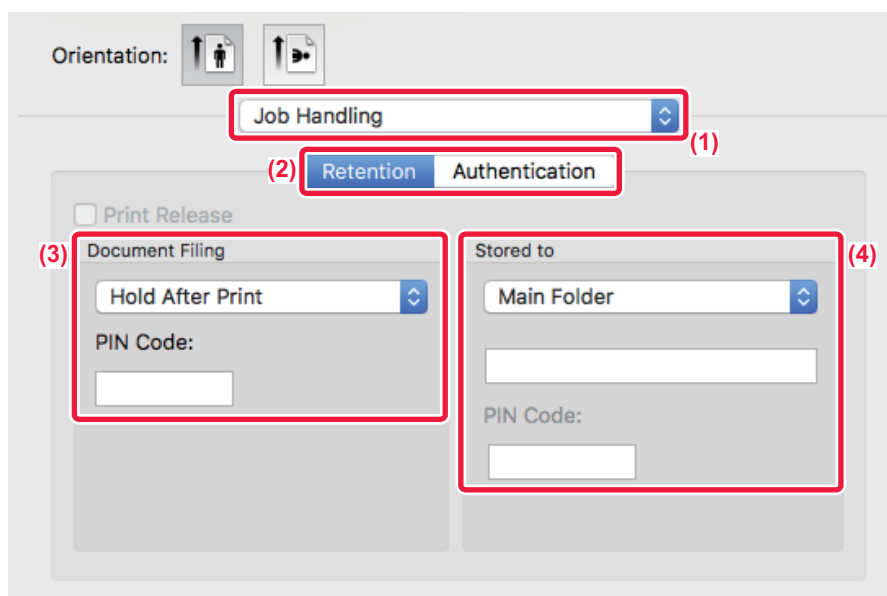 Orientation:
Job Handling
(1)
(2)
Retention Authentication
Print Release
(3)
Document Filing
Hold After Print
PIN Code:
Stored to
(4)
Main Folder
PIN Code: